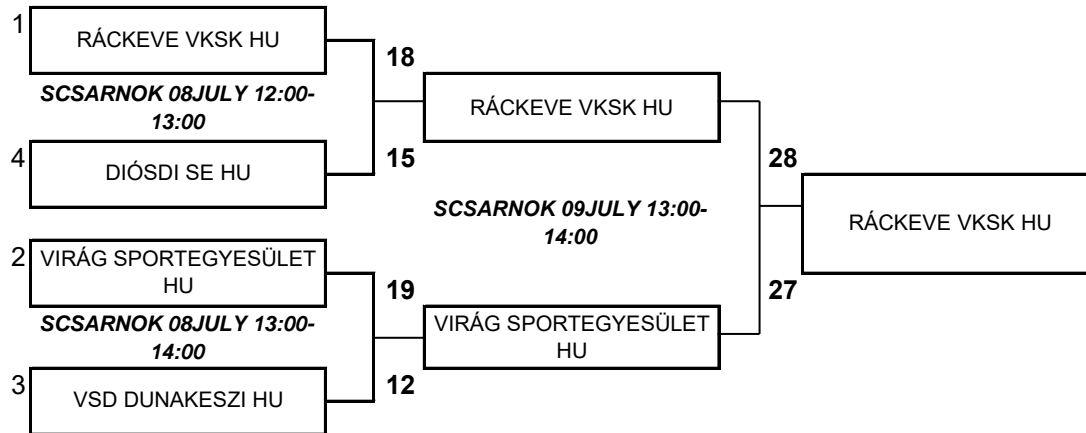 1
RÁCKEVE VKSK HU
18
SCSARNOK 08JULY 12:00-
13:00
RÁCKEVE VKSK HU
4
DIÓSDI SE HU
15
28
SCSARNOK 09JULY 13:00-
14:00
RÁCKEVE VKSK HU
2
VIRÁG SPORTEGYESÜLET
HU
19
27
SCSARNOK 08JULY 13:00-
14:00
VIRÁG SPORTEGYESÜLET
HU
3
VSD DUNAKESZI HU
12